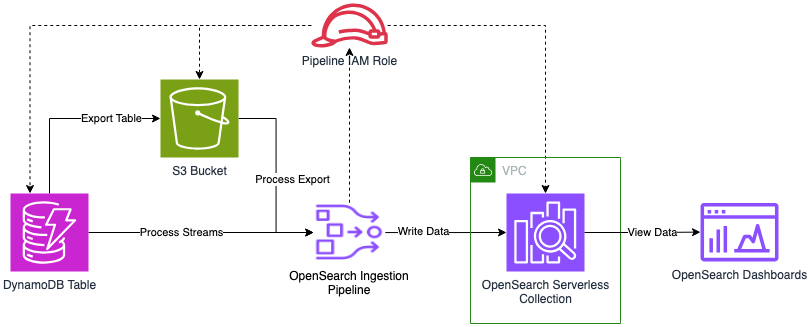 Pipeline IAM Role
Export Table
S3 Bucket
Process Export
VPC
DynamoDB Table
Process Streams
OpenSearch Ingestion
Pipeline
Write Data
OpenSearch Serverless
Collection
View Data
OpenSearch Dashboards